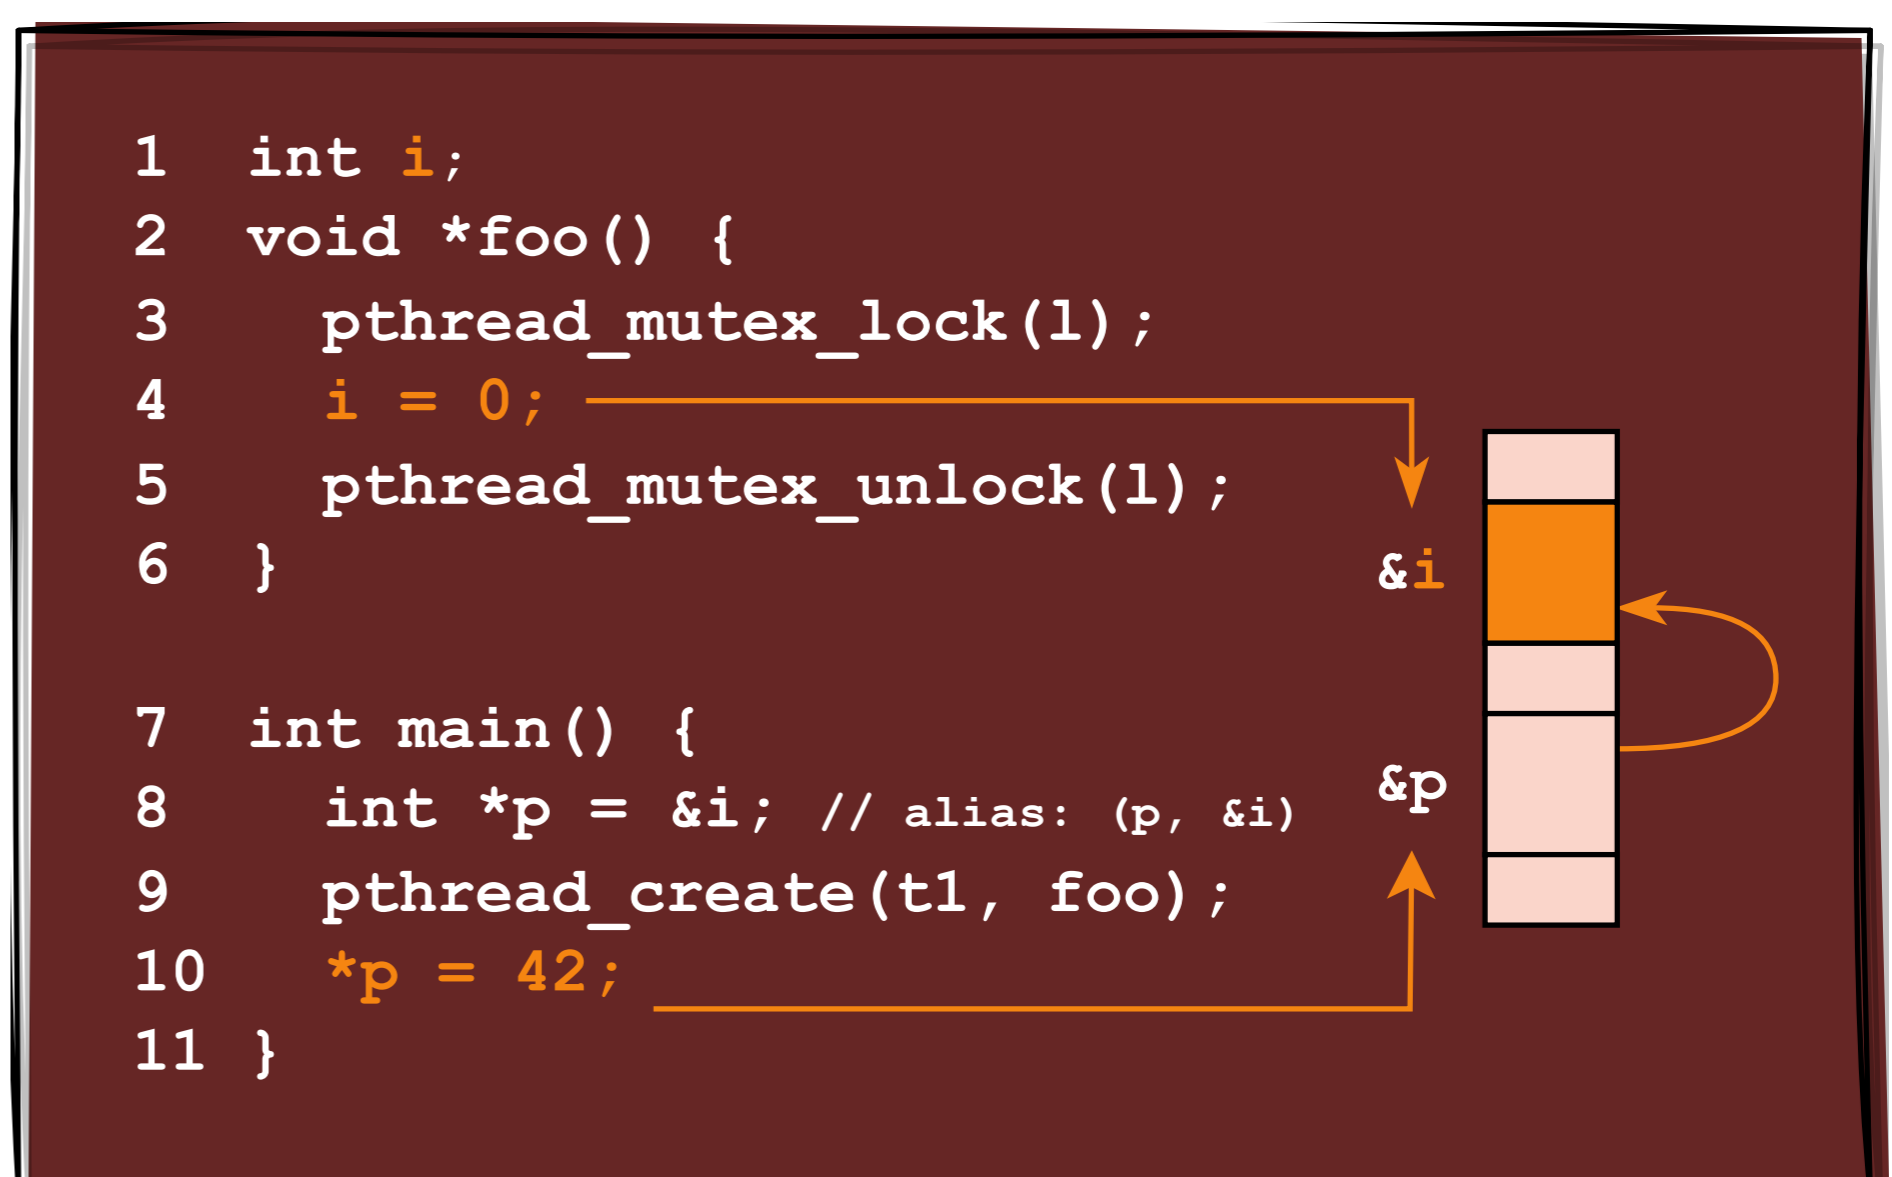 1 int i;
2 void *foo() {
3 pthread_mutex_lock(l);
4 i = 0;
5 pthread_mutex_unlock(l);
6 }
&i
7 int main() {
8 int *p = &i; // alias: (p, &i)
&p
9 pthread_create(t1, foo);
10 *p = 42;
11 }